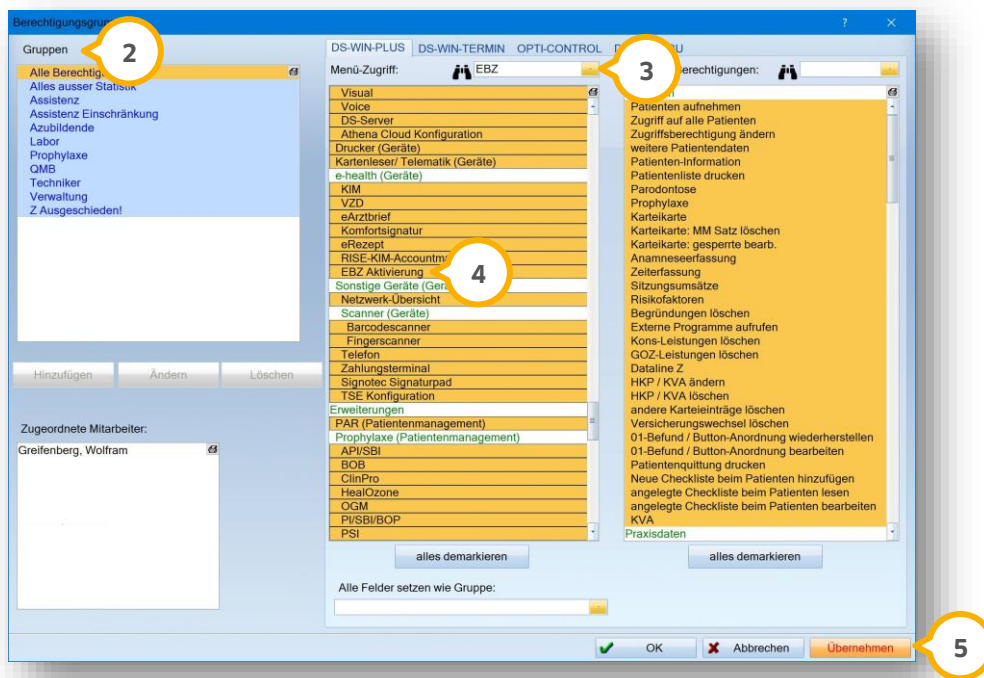 Berechtigungsgru
?
Gruppen
2
Alle Berechtig
Alles ausser Statistik
Assistenz
Assistenz Einschränkung
Azubildende
Labor
Prophylaxe
QMB
Techniker
Verwaltung
Z Ausgeschieden!
Hinzufügen Ändern Löschen
Zugeordnete Mitarbeiter:
Greifenberg, Wolfram
DS-WIN-PLUS DS-WIN-TERMIN OPTI-CONTROL
Menü-Zugriff: EBZ
3
Visual
Voice
DS-Server
Athena Cloud Konfiguration
Drucker (Geräte)
Kartenleser/ Telematik (Geräte)
e-health (Geräte)
KIM
VZD
eArztbrief
Komfortsignatur
eRezept
RISE-KIM-Accountm
EBZ Aktivierung
4
Sonstige Geräte (Ger
Netzwerk-Übersicht
Scanner (Geräte)
Barcodescanner
Fingerscanner
Telefon
Zahlungsterminal
Signotec Signaturpad
TSE Konfiguration
Erweiterungen
PAR (Patientenmanagement)
Prophylaxe (Patientenmanagement)
API/SBI
BOB
ClinPro
HealOzone
OGM
PI/SBI/BOP
PSI
alles demarkieren
Alle Felder setzen wie Gruppe:
erechtigungen:
Patienten aufnehmen
Zugriff auf alle Patienten
Zugriffsberechtigung ändern
weitere Patientendaten
Patienten-Information
Patientenliste drucken
Parodontose
Prophylaxe
Karteikarte
Karteikarte: MM Satz löschen
Karteikarte: gesperrte bearb.
Anamneseerfassung
Zeiterfassung
Sitzungsumsätze
Risikofaktoren
Begründungen löschen
Externe Programme aufrufen
Kons-Leistungen löschen
GOZ-Leistungen löschen
Dataline Z
HKP / KVA ändern
HKP / KVA löschen
andere Karteieinträge löschen
Versicherungswechsel löschen
01-Befund / Button-Anordnung wiederherstellen
01-Befund / Button-Anordnung bearbeiten
Patientenquittung drucken
Neue Checkliste beim Patienten hinzufügen
angelegte Checkliste beim Patienten lesen
angelegte Checkliste beim Patienten bearbeiten
KVA
Praxisdaten
alles demarkieren
OK Abbrechen Übernehmen
5